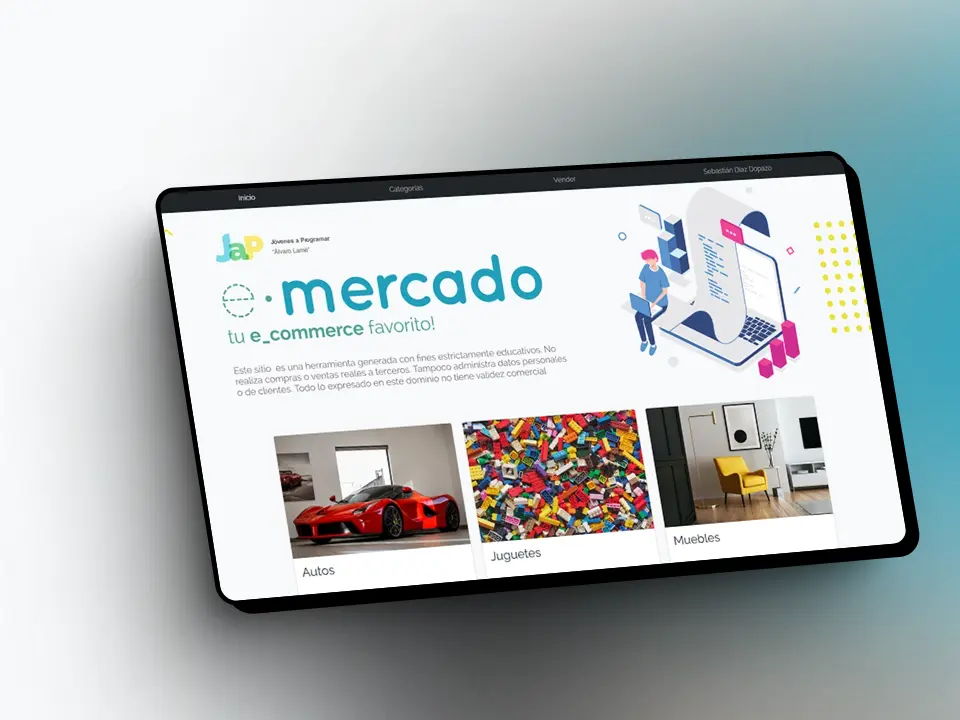 Inicio
Categorías
Vender
Sebastián Díaz Dopazo
Jap
Jóvenes a Programar
"Álvaro Lamé"
e · mercado
tu e_commerce favorito!
Este sitio es una herramienta generada con fines estrictamente educativos. No
realiza compras o ventas reales a terceros. Tampoco administra datos personales
o de clientes. Todo lo expresado en este dominio no tiene validez comercial
Autos
Juguetes
Muebles